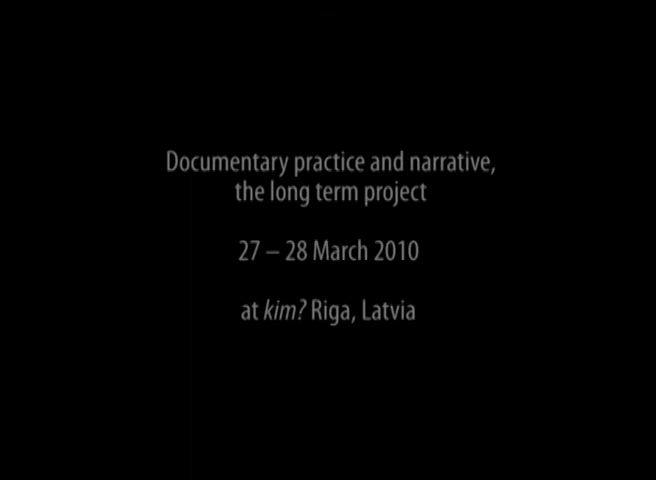 Documentary practice and narrative,
the long term project
27 – 28 March 2010
at kim? Riga, Latvia